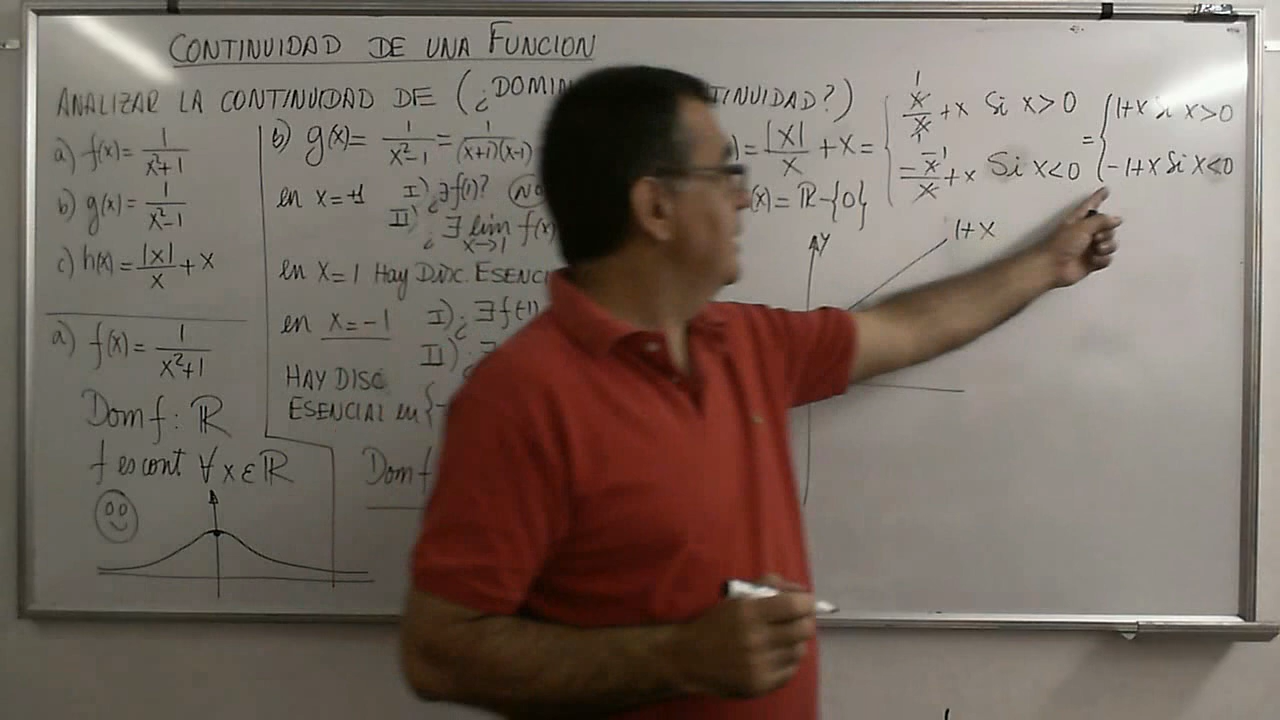 CONTINUIDAD DE UNA FUNCION
ANALIZAR LA CONTINUIDAD DE (¿DOMIN TINUIDAD?)
a) f(x)= 1/(x²+1)
b) g(x)= 1/(x²-1)
c) h(x)= |x|/x + x
a) f(x)= 1/(x²+1)
Dom f: ℝ
f es cont ∀ x ∈ ℝ
b) g(x)= 1/(x²-1) = 1/((x+1)(x-1))
en x= I) ¿∃ f(1)? No
II) ¿∃ lim x->1 f(x)
en x=1 Hay Disc. ESENCI
en x=-1 I) ¿∃ f(-1)
II) ¿∃
HAY DISC
ESENCIAL en {-
Dom f
)= |x|/x + x = { x/x + x Si x>0 = { 1+x si x>0
-x/x + x Si x<0 -1+x Si x<0
(x)= ℝ-{0}
y
1+x